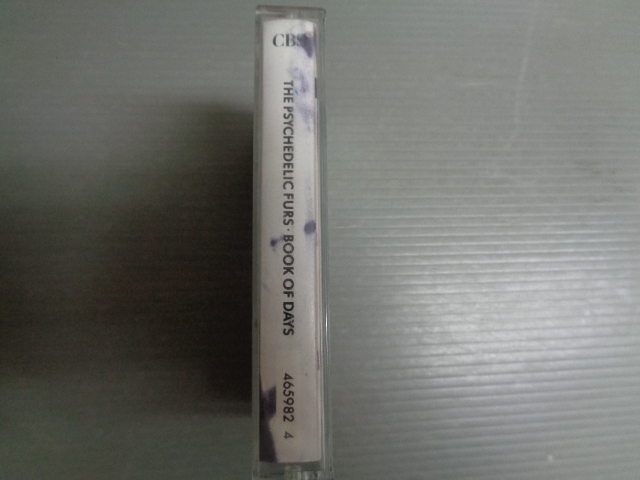 CBS
THE PSYCHEDELIC FURS · BOOK OF DAYS
465982 4